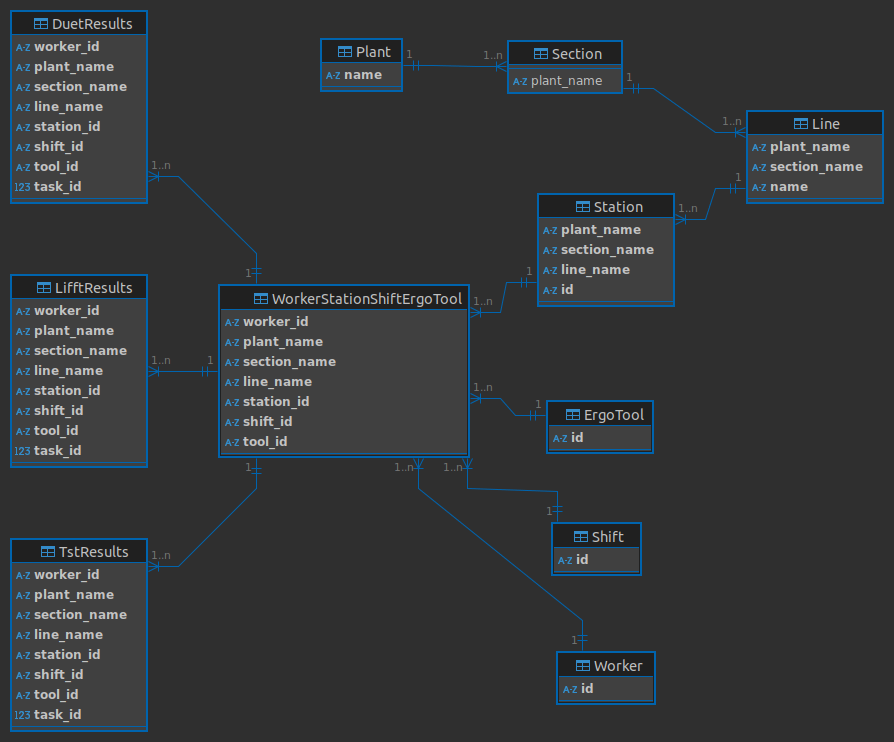 DuetResults
A-Z worker_id
A-Z plant_name
A-Z section_name
A-Z line_name
A-Z station_id
A-Z shift_id
A-Z tool_id
123 task_id
1..n
1
Plant
A-Z name
1
1..n
Section
A-Z plant_name
1
1..n
Line
A-Z plant_name
A-Z section_name
A-Z name
1
1..n
Station
A-Z plant_name
A-Z section_name
A-Z line_name
A-Z id
1
1..n
LifftResults
A-Z worker_id
A-Z plant_name
A-Z section_name
A-Z line_name
A-Z station_id
A-Z shift_id
A-Z tool_id
123 task_id
1..n
1
WorkerStationShiftErgoTool
A-Z worker_id
A-Z plant_name
A-Z section_name
A-Z line_name
A-Z station_id
A-Z shift_id
A-Z tool_id
1..n
1
ErgoTool
A-Z id
1
1..n
1..n
1
Shift
A-Z id
TstResults
A-Z worker_id
A-Z plant_name
A-Z section_name
A-Z line_name
A-Z station_id
A-Z shift_id
A-Z tool_id
123 task_id
1..n
1
Worker
A-Z id